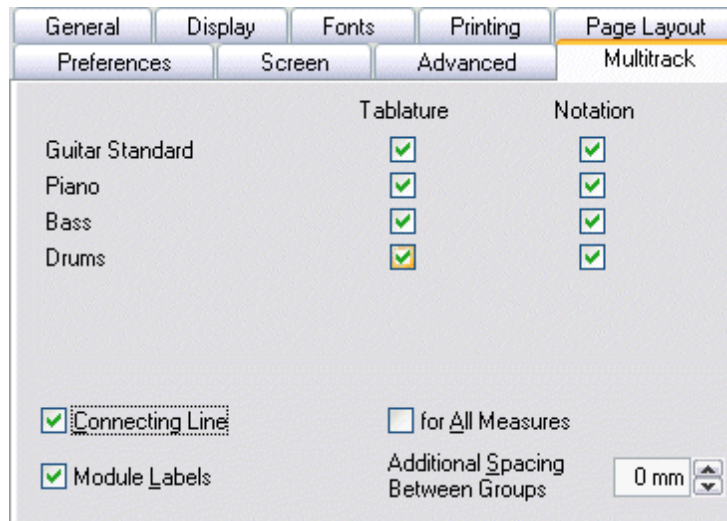 General Display Fonts Printing Page Layout
Preferences Screen Advanced Multitrack
Tablature Notation
Guitar Standard
Piano
Bass
Drums
Connecting Line for All Measures
Module Labels
Additional Spacing
Between Groups
0 mm